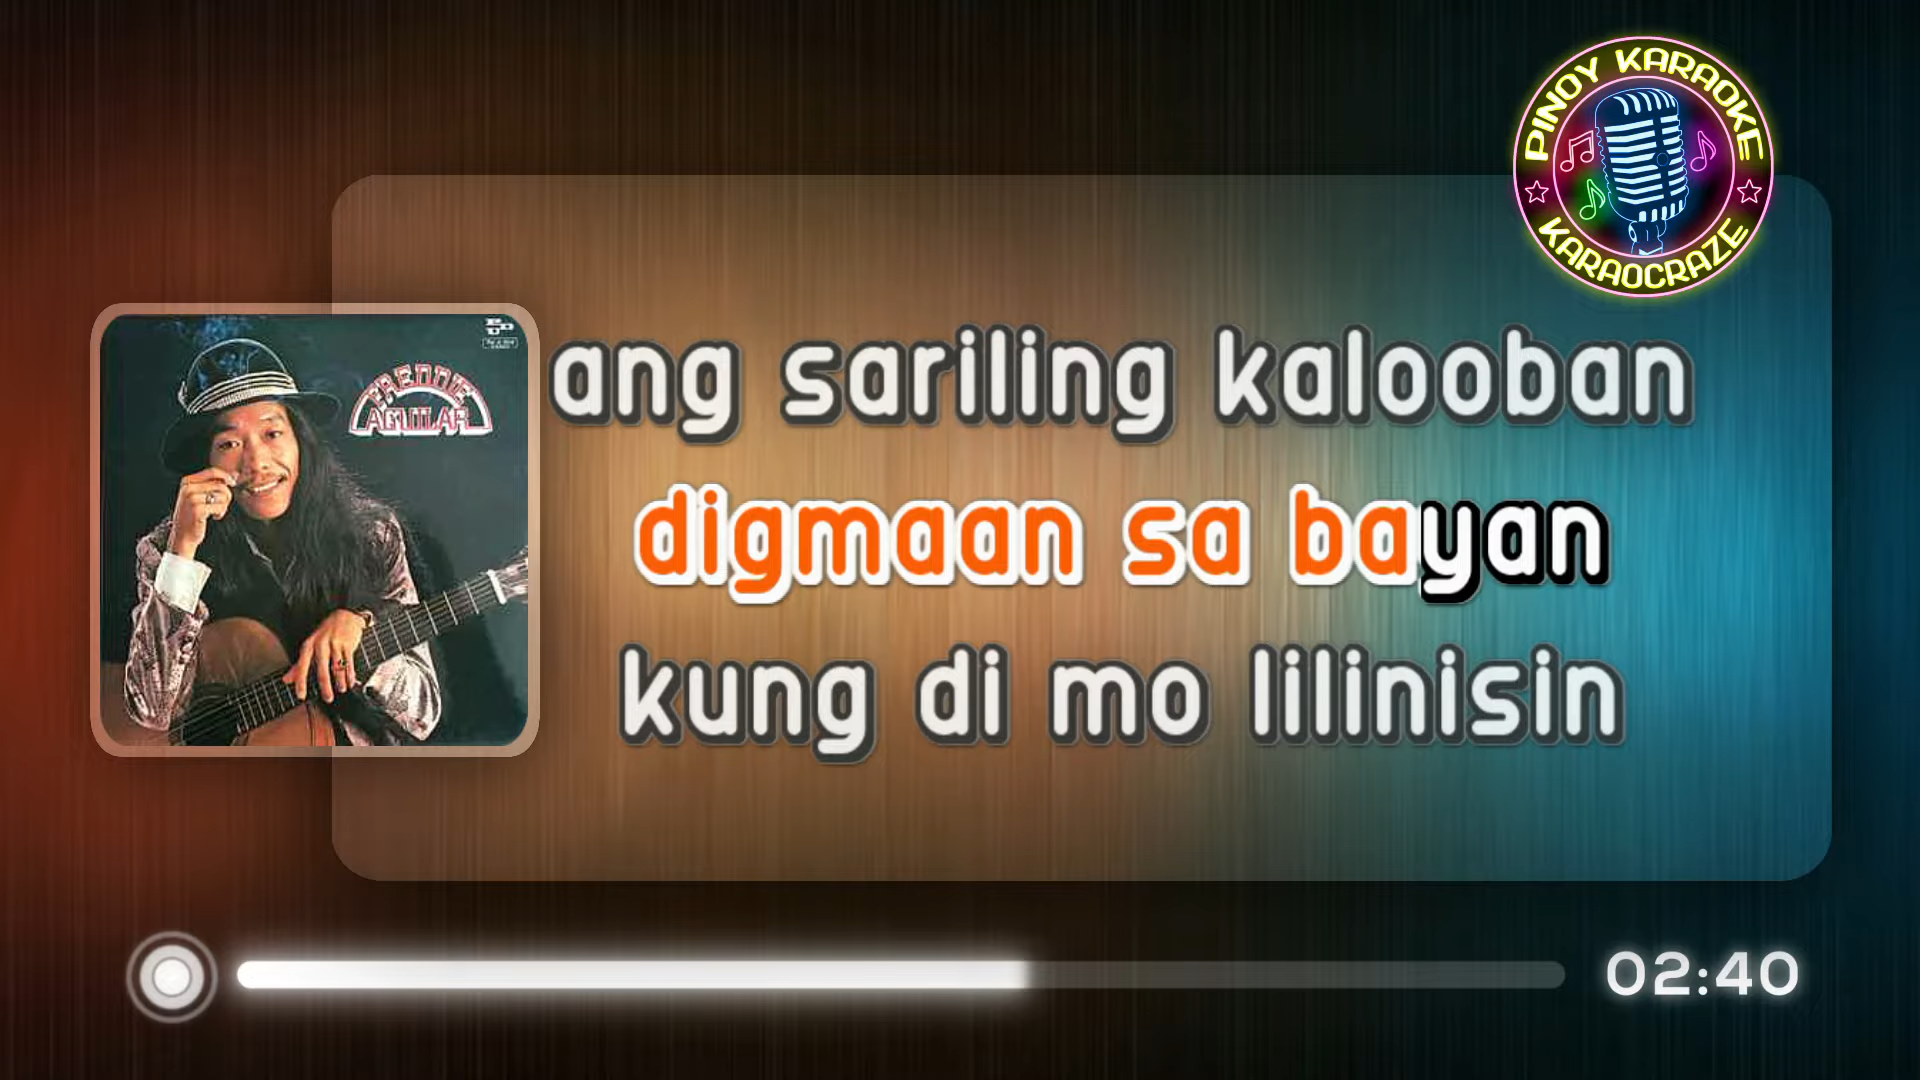 PINOY KARAOKE
KARAOCRAZE
FREDDIE
AGUILAR
ang sariling kalooban
digmaan sa bayan
kung di mo lilinisin
02:40